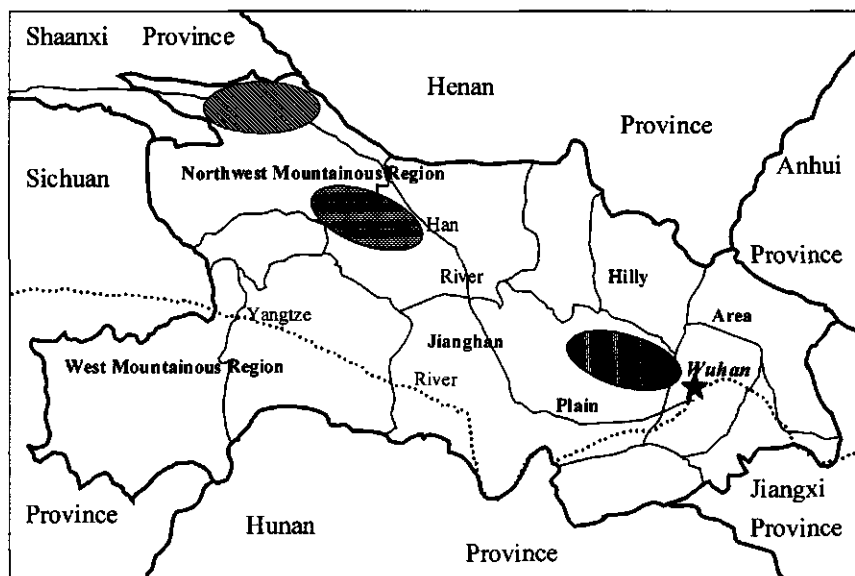 Shaanxi Province
Henan
Province
Anhui
Sichuan
Northwest Mountainous Region
Han
Province
River
Hilly
Yangtze
Area
Jianghan
West Mountainous Region
Wuhan
River
Plain
Jiangxi
Province
Hunan
Province
Province